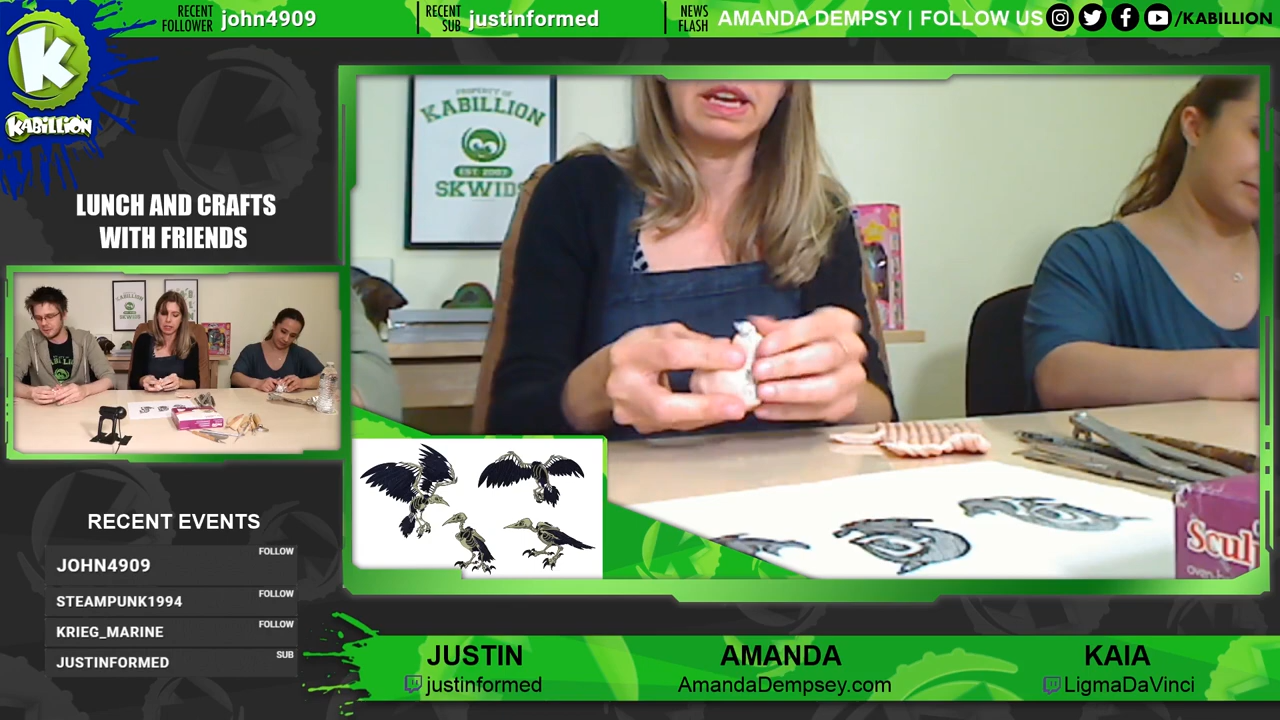 RECENT FOLLOWER john4909
RECENT SUB justinformed
NEWS FLASH AMANDA DEMPSY | FOLLOW US /KABILLION
K
KABILLION
LUNCH AND CRAFTS
WITH FRIENDS
PROPERTY OF
KABILLION
EST 2007
SKWIDS
KABILLION
RECENT EVENTS
JOHN4909 FOLLOW
STEAMPUNK1994 FOLLOW
KRIEG_MARINE FOLLOW
JUSTINFORMED SUB
Scul
JUSTIN AMANDA KAIA
justinformed AmandaDempsey.com LigmaDaVinci